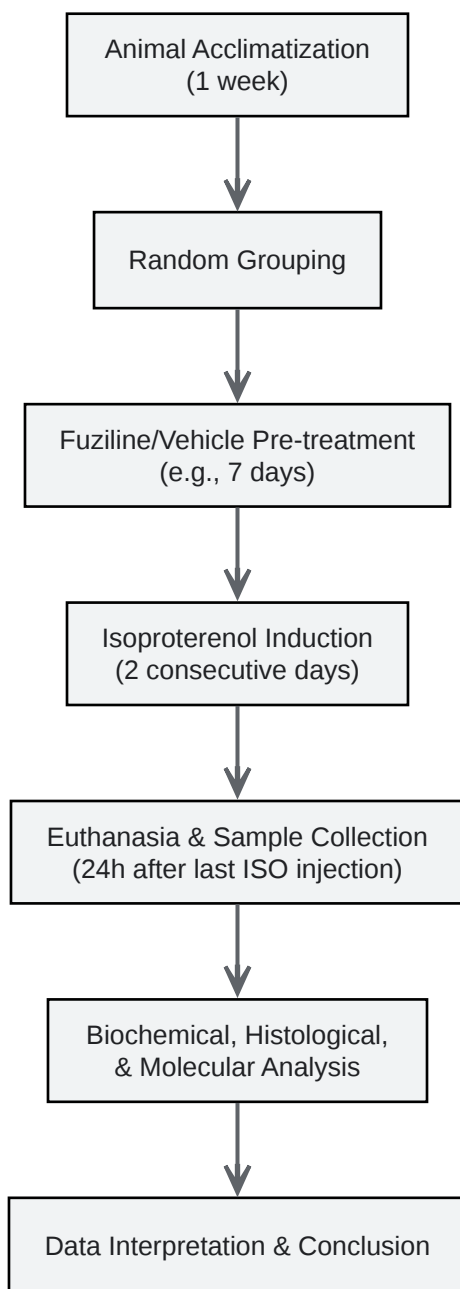 Animal Acclimatization
(1 week)
Random Grouping
Fuziline/Vehicle Pre-treatment
(e.g., 7 days)
Isoproterenol Induction
(2 consecutive days)
Euthanasia & Sample Collection
(24h after last ISO injection)
Biochemical, Histological,
& Molecular Analysis
Data Interpretation & Conclusion